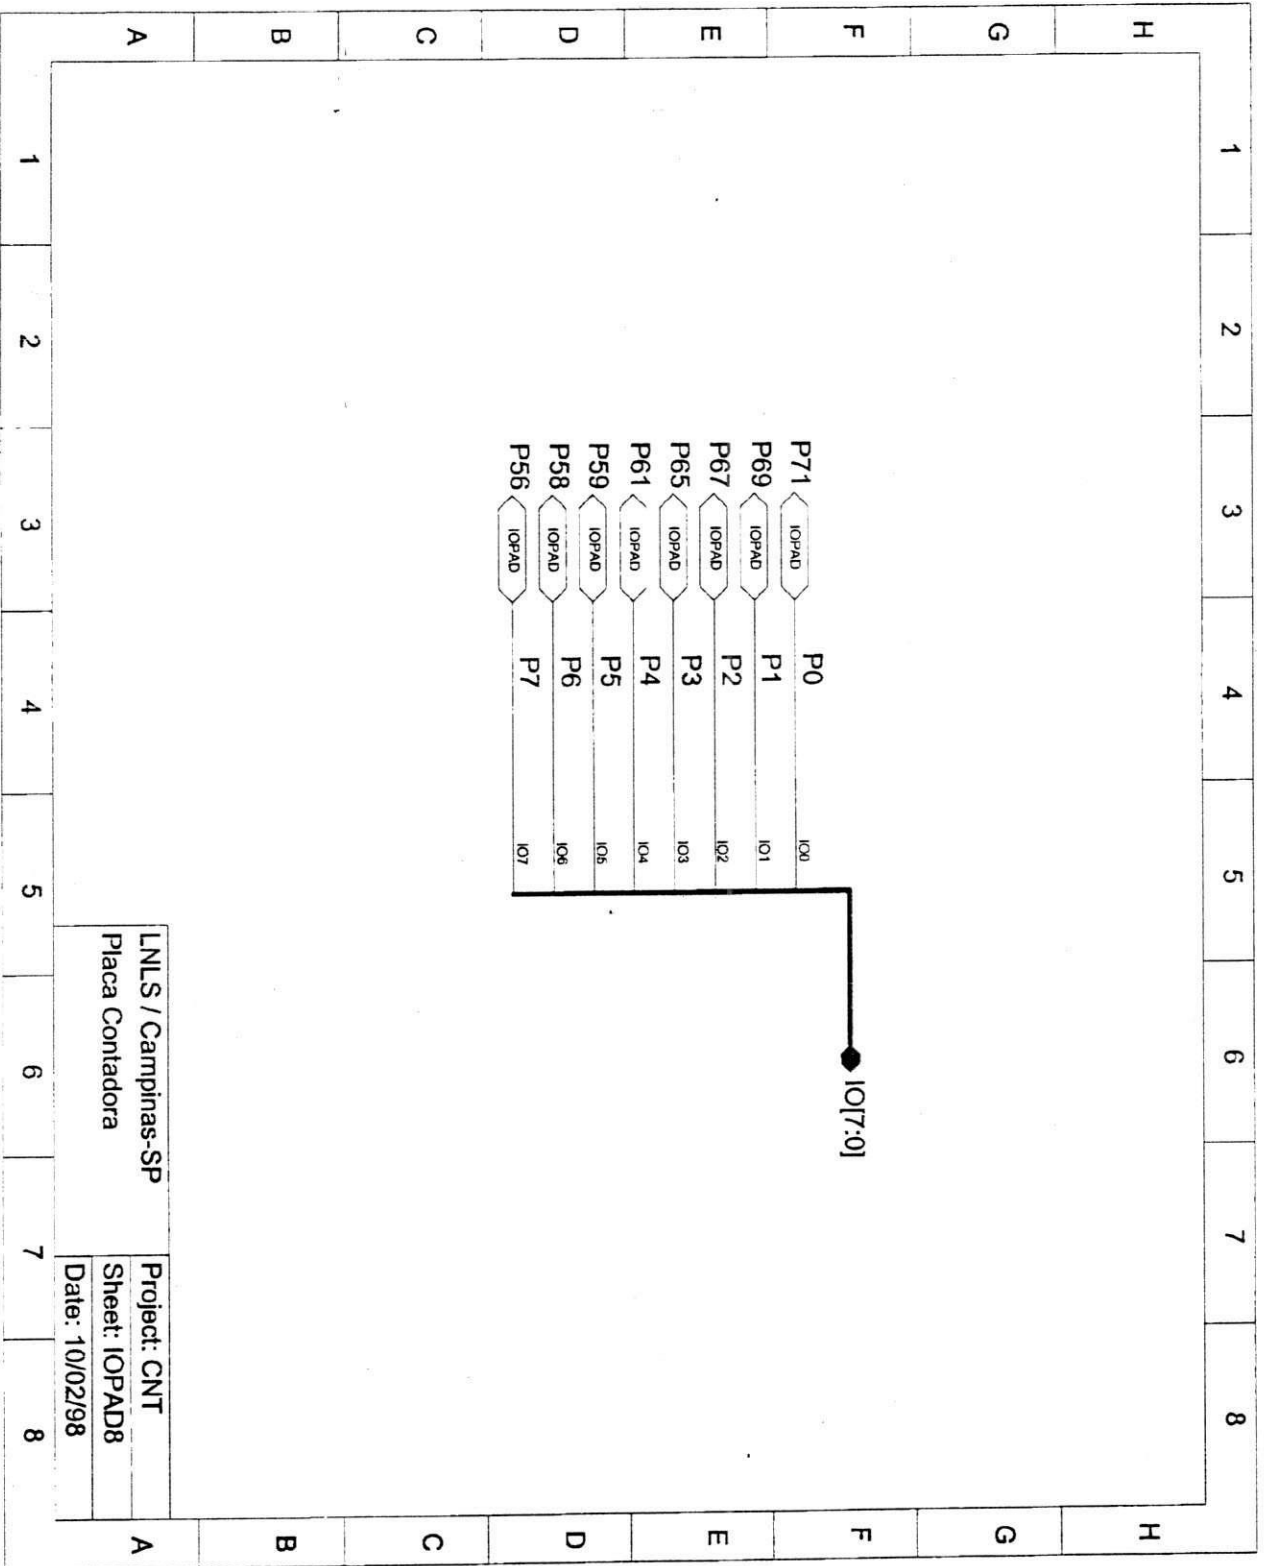 1 2 3 4 5 6 7 8
H H
G G
F F
E E
D D
C C
B B
A A
P71 IOPAD P0 IO0
P69 IOPAD P1 IO1
P67 IOPAD P2 IO2
P65 IOPAD P3 IO3
P61 IOPAD P4 IO4
P59 IOPAD P5 IO5
P58 IOPAD P6 IO6
P56 IOPAD P7 IO7
IO[7:0]
LNLS / Campinas-SP
Placa Contadora
Project: CNT
Sheet: IOPAD8
Date: 10/02/98
1 2 3 4 5 6 7 8